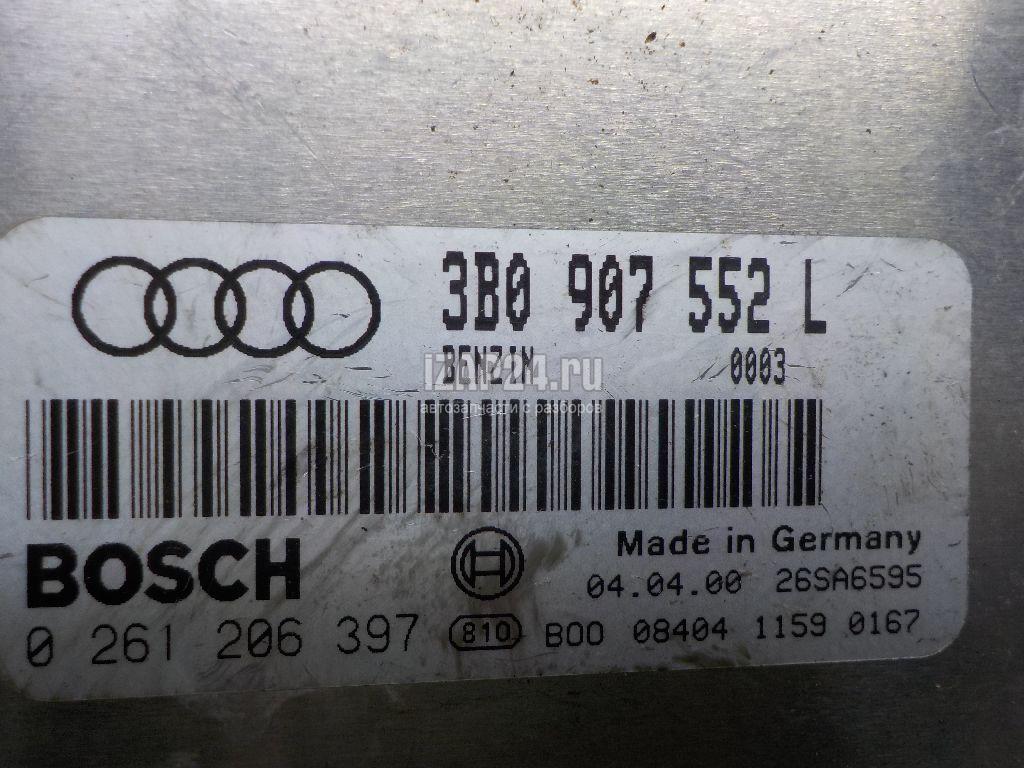 3B0 907 552 L
BENZIN 0003
iZAP24.ru
автозапчасти с разборов
BOSCH
Made in Germany
04.04.00 26SA6595
0 261 206 397 810 B00 08404 1159 0167